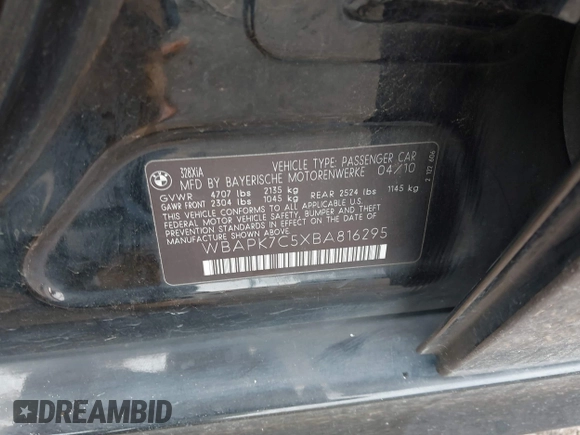 BMW
328XIA VEHICLE TYPE: PASSENGER CAR
MFD BY BAYERISCHE MOTORENWERKE 04/10
GVWR 4707 lbs 2135 kg
GAWR FRONT 2304 lbs 1045 kg REAR 2524 lbs 1145 kg
THIS VEHICLE CONFORMS TO ALL APPLICABLE
FEDERAL MOTOR VEHICLE SAFETY, BUMPER AND
THEFT PREVENTION STANDARDS IN EFFECT ON THE
DATE OF MANUFACTURE SHOWN ABOVE.
WBAPK7C5XBA816295
DREAMBID